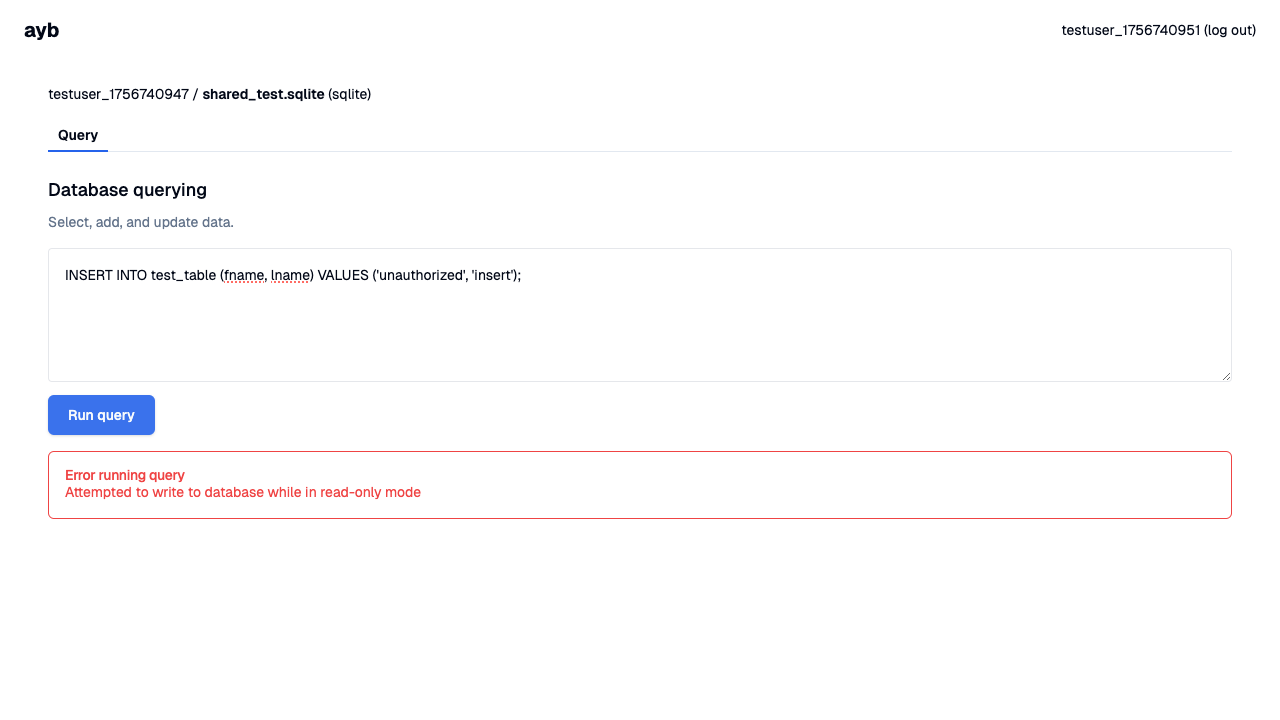 ayb
testuser_1756740951 (log out)
testuser_1756740947 / shared_test.sqlite (sqlite)
Query
Database querying
Select, add, and update data.
INSERT INTO test_table (fname, lname) VALUES ('unauthorized', 'insert');
Run query
Error running query
Attempted to write to database while in read-only mode